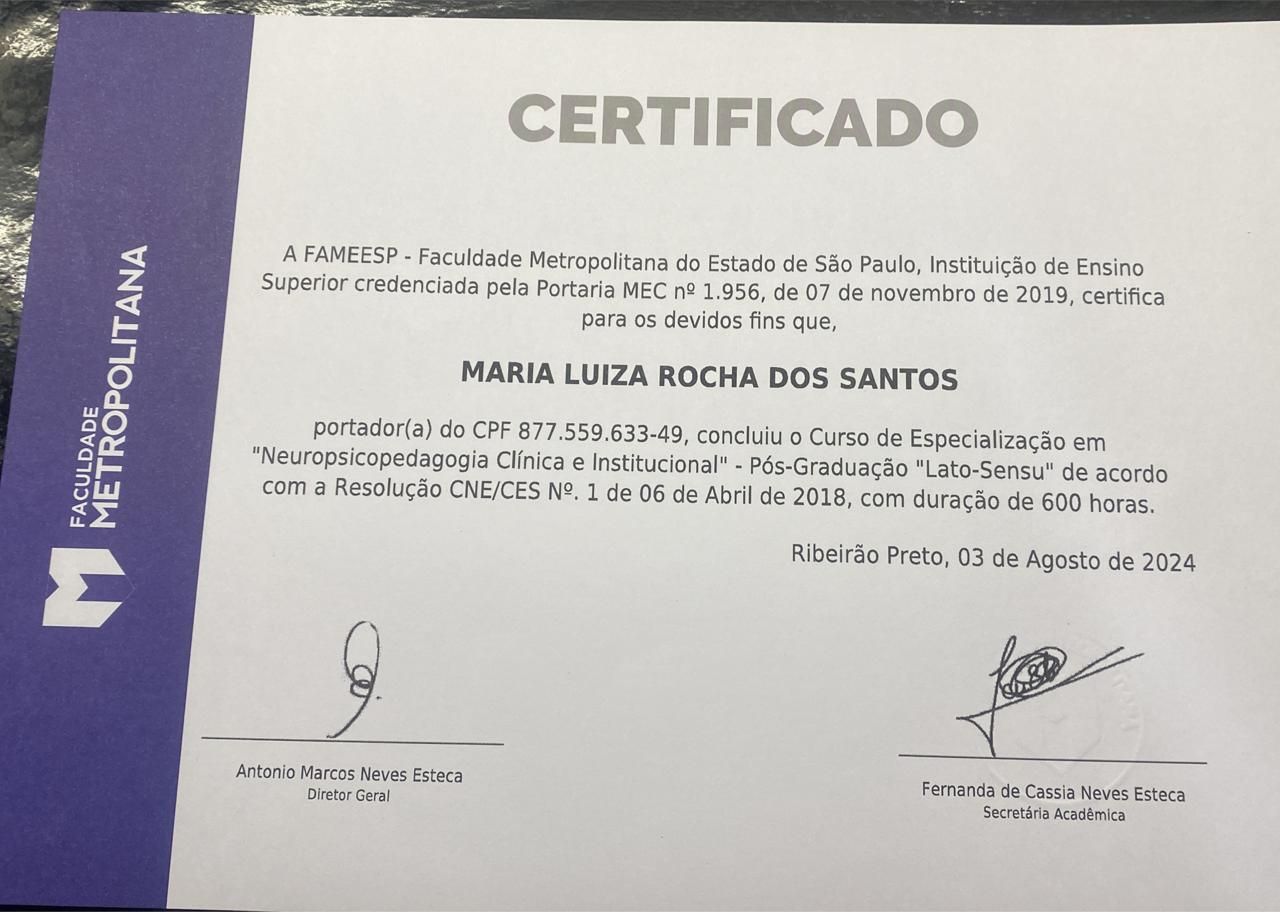 CERTIFICADO
A FAMEESP - Faculdade Metropolitana do Estado de São Paulo, Instituição de Ensino
Superior credenciada pela Portaria MEC nº 1.956, de 07 de novembro de 2019, certifica
para os devidos fins que,
MARIA LUIZA ROCHA DOS SANTOS
portador(a) do CPF 877.559.633-49, concluiu o Curso de Especialização em
"Neuropsicopedagogia Clínica e Institucional" - Pós-Graduação "Lato-Sensu" de acordo
com a Resolução CNE/CES Nº. 1 de 06 de Abril de 2018, com duração de 600 horas.
Ribeirão Preto, 03 de Agosto de 2024
Antonio Marcos Neves Esteca
Diretor Geral
Fernanda de Cassia Neves Esteca
Secretária Acadêmica
FACULDADE
METROPOLITANA